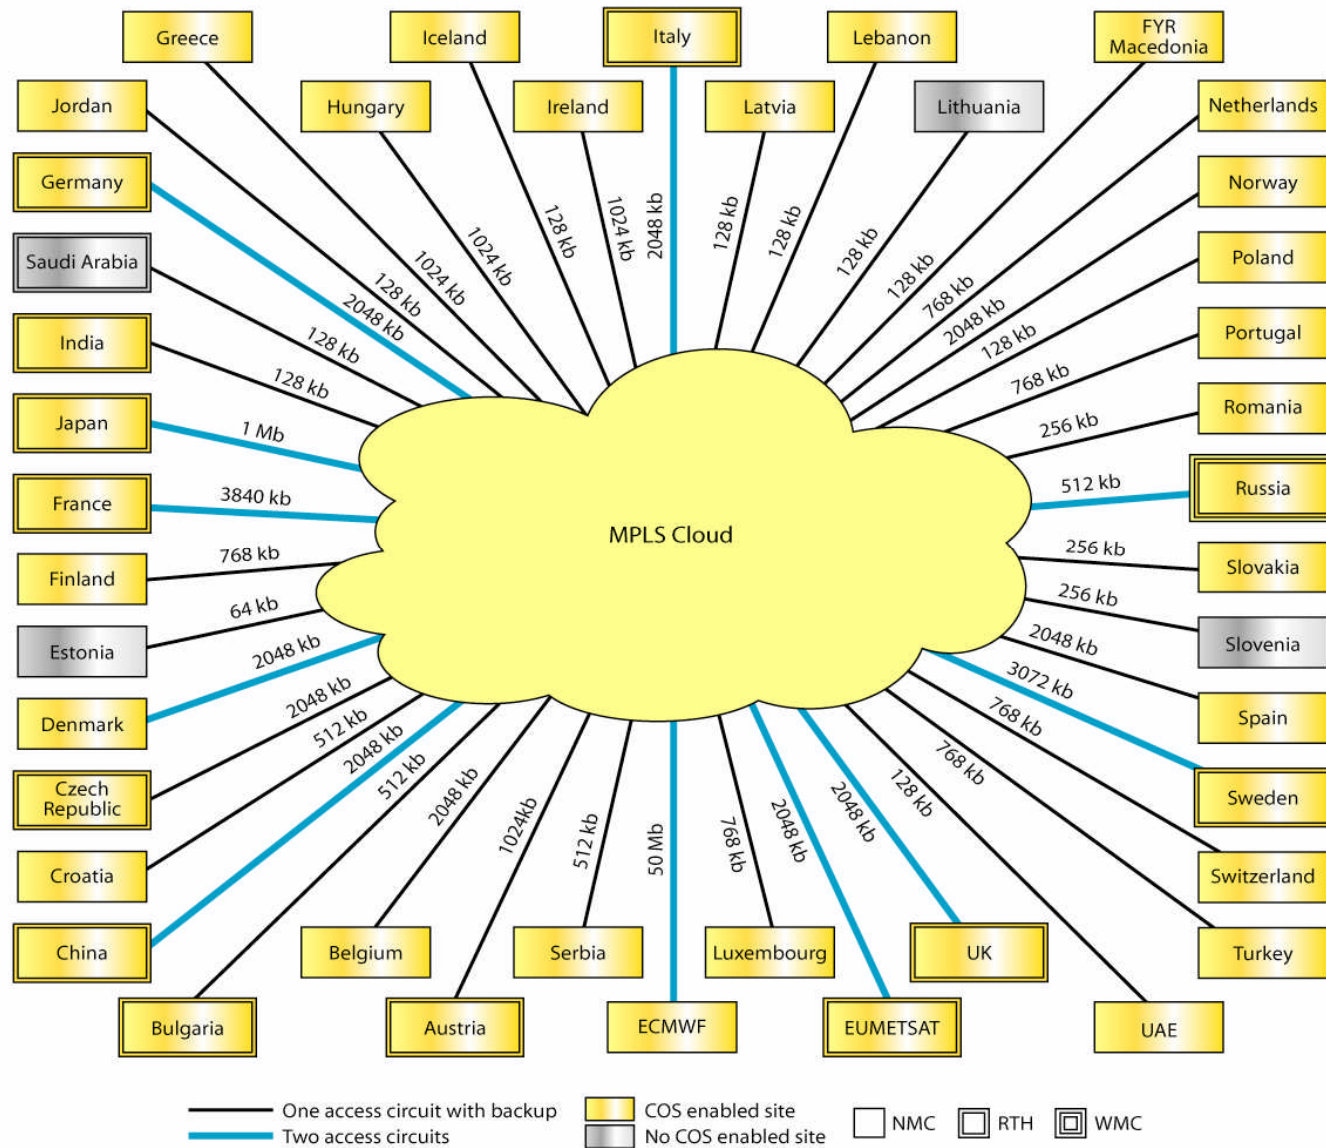 Greece
Iceland
Italy
Lebanon
FYR
Macedonia
Jordan
Hungary
Ireland
Latvia
Lithuania
Netherlands
Germany
Norway
Saudi Arabia
Poland
India
Portugal
Japan
Romania
France
Russia
Finland
Slovakia
Estonia
Slovenia
Denmark
Spain
Czech
Republic
Sweden
Croatia
Switzerland
China
Belgium
Serbia
Luxembourg
UK
Turkey
Bulgaria
Austria
ECMWF
EUMETSAT
UAE
MPLS Cloud
128 kb
2048 kb
1024 kb
1024 kb
128 kb
1024 kb
2048 kb
128 kb
128 kb
128 kb
128 kb
768 kb
2048 kb
128 kb
768 kb
256 kb
512 kb
256 kb
256 kb
2048 kb
3072 kb
768 kb
768 kb
128 kb
2048 kb
2048 kb
768 kb
50 Mb
512 kb
1024kb
2048 kb
512 kb
2048 kb
512 kb
2048 kb
2048 kb
64 kb
768 kb
3840 kb
1 Mb
128 kb
128 kb
One access circuit with backup
Two access circuits
COS enabled site
No COS enabled site
NMC
RTH
WMC